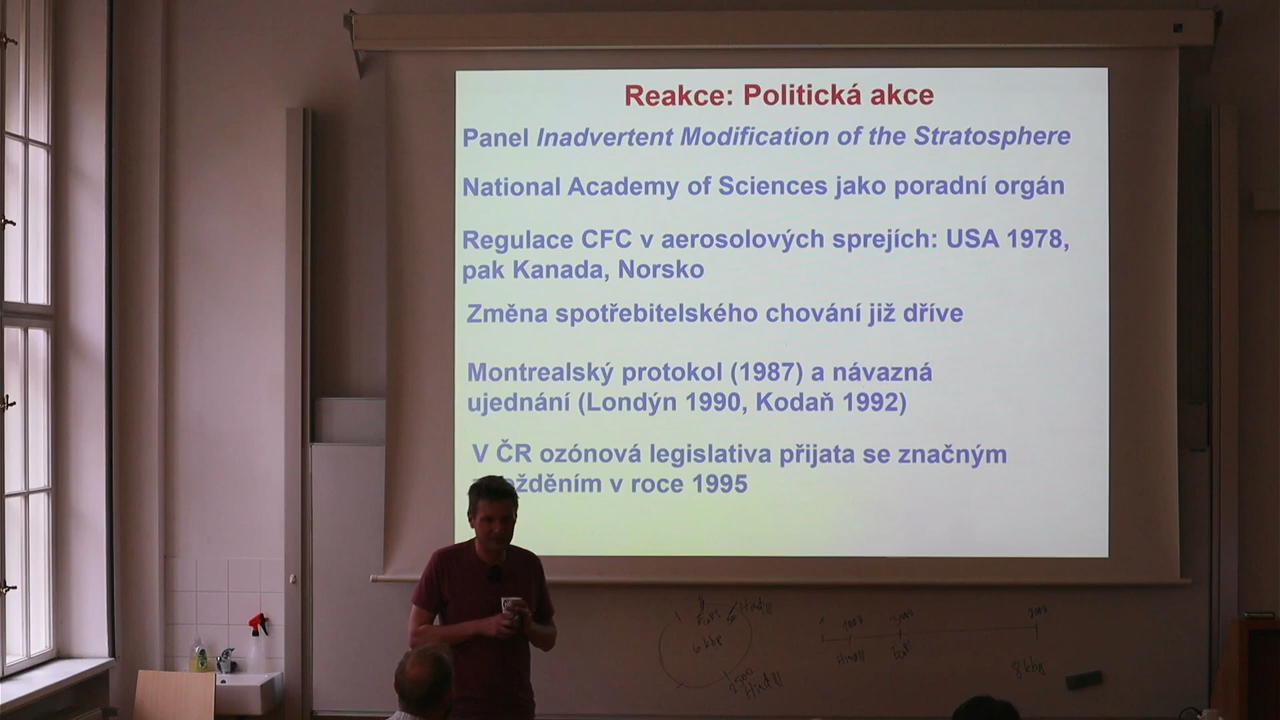 Reakce: Politická akce
Panel Inadvertent Modification of the Stratosphere
National Academy of Sciences jako poradní orgán
Regulace CFC v aerosolových sprejích: USA 1978,
pak Kanada, Norsko
Změna spotřebitelského chování již dříve
Montrealský protokol (1987) a návazná
ujednání (Londýn 1990, Kodaň 1992)
V ČR ozónová legislativa přijata se značným
v roce 1995
6 kbp